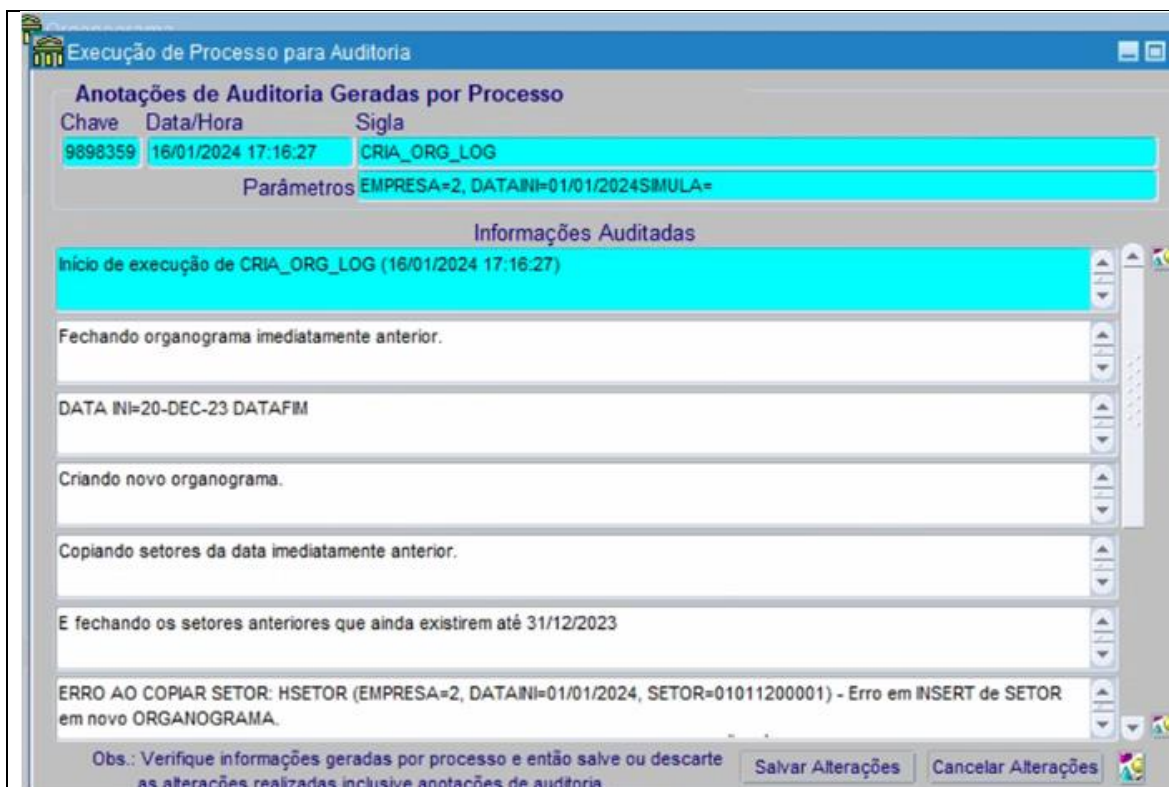 Organograma
Execução de Processo para Auditoria
Anotações de Auditoria Geradas por Processo
Chave Data/Hora Sigla
9898359 16/01/2024 17:16:27 CRIA_ORG_LOG
Parâmetros EMPRESA=2, DATAINI=01/01/2024SIMULA=
Informações Auditadas
Início de execução de CRIA_ORG_LOG (16/01/2024 17:16:27)
Fechando organograma imediatamente anterior.
DATA INI=20-DEC-23 DATAFIM
Criando novo organograma.
Copiando setores da data imediatamente anterior.
E fechando os setores anteriores que ainda existirem até 31/12/2023
ERRO AO COPIAR SETOR: HSETOR (EMPRESA=2, DATAINI=01/01/2024, SETOR=01011200001) - Erro em INSERT de SETOR
em novo ORGANOGRAMA.
Obs.: Verifique informações geradas por processo e então salve ou descarte
as alterações realizadas inclusive anotações de auditoria
Salvar Alterações Cancelar Alterações